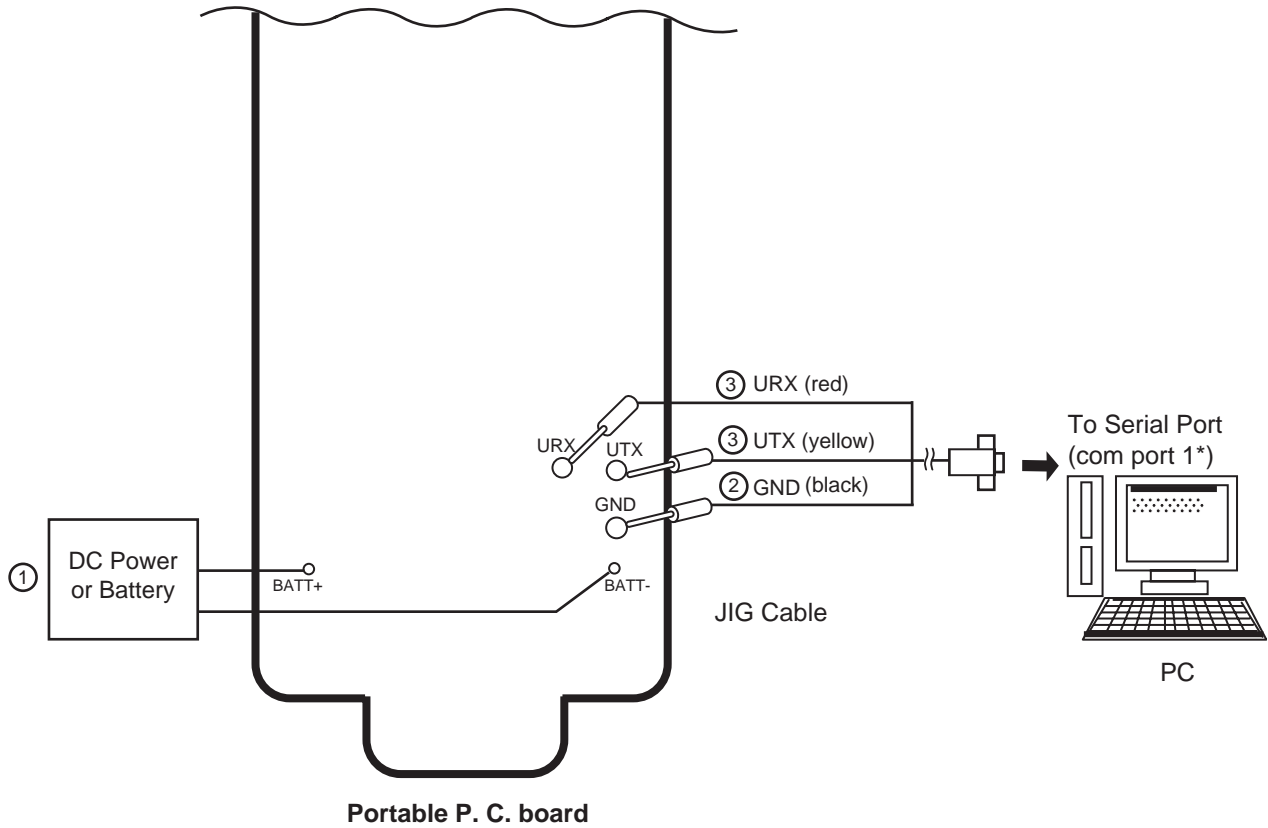 ③ URX (red)
To Serial Port
(com port 1*)
URX
UTX
③ UTX (yellow)
② GND (black)
GND
① DC Power
or Battery
BATT+
BATT-
JIG Cable
PC
Portable P. C. board